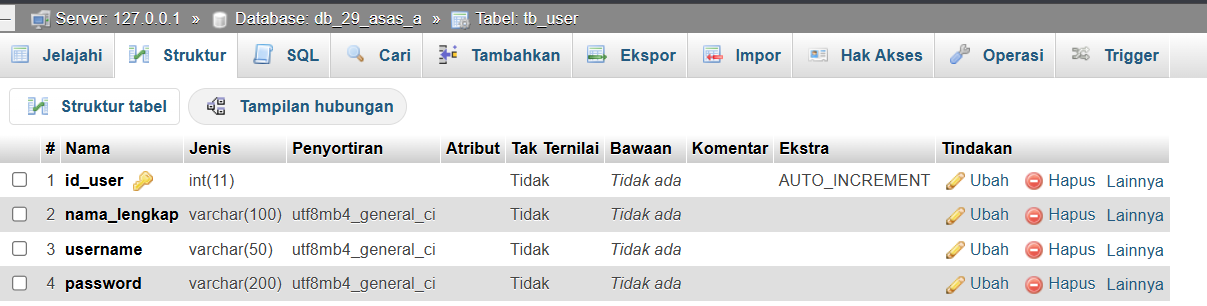 Server: 127.0.0.1 » Database: db_29_asas_a » Tabel: tb_user
Jelajahi Struktur SQL Cari Tambahkan Ekspor Impor Hak Akses Operasi Trigger
Struktur tabel Tampilan hubungan
# Nama Jenis Penyortiran Atribut Tak Ternilai Bawaan Komentar Ekstra Tindakan
1 id_user int(11) Tidak Tidak ada AUTO_INCREMENT Ubah Hapus Lainnya
2 nama_lengkap varchar(100) utf8mb4_general_ci Tidak Tidak ada Ubah Hapus Lainnya
3 username varchar(50) utf8mb4_general_ci Tidak Tidak ada Ubah Hapus Lainnya
4 password varchar(200) utf8mb4_general_ci Tidak Tidak ada Ubah Hapus Lainnya